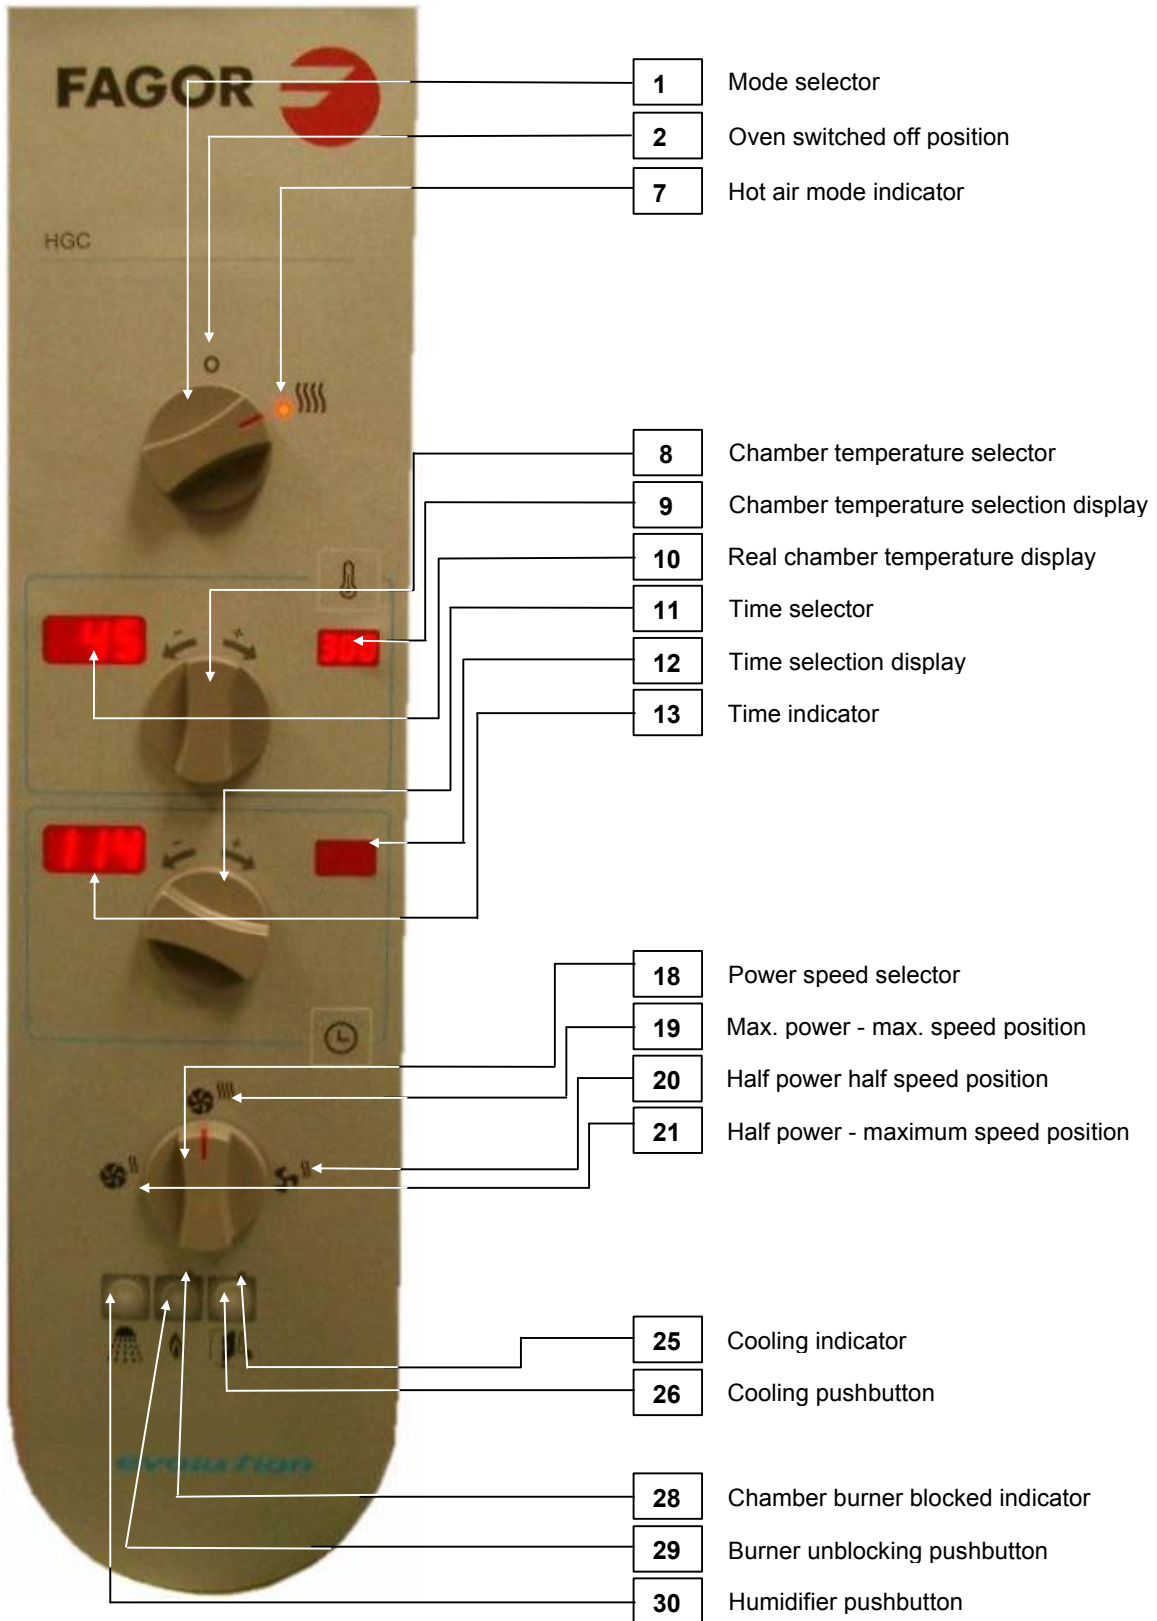 FAGOR
1 Mode selector
2 Oven switched off position
7 Hot air mode indicator
HGC
8 Chamber temperature selector
9 Chamber temperature selection display
10 Real chamber temperature display
11 Time selector
12 Time selection display
13 Time indicator
- +
45 300
- +
114
18 Power speed selector
19 Max. power - max. speed position
20 Half power half speed position
21 Half power - maximum speed position
25 Cooling indicator
26 Cooling pushbutton
evolution
28 Chamber burner blocked indicator
29 Burner unblocking pushbutton
30 Humidifier pushbutton